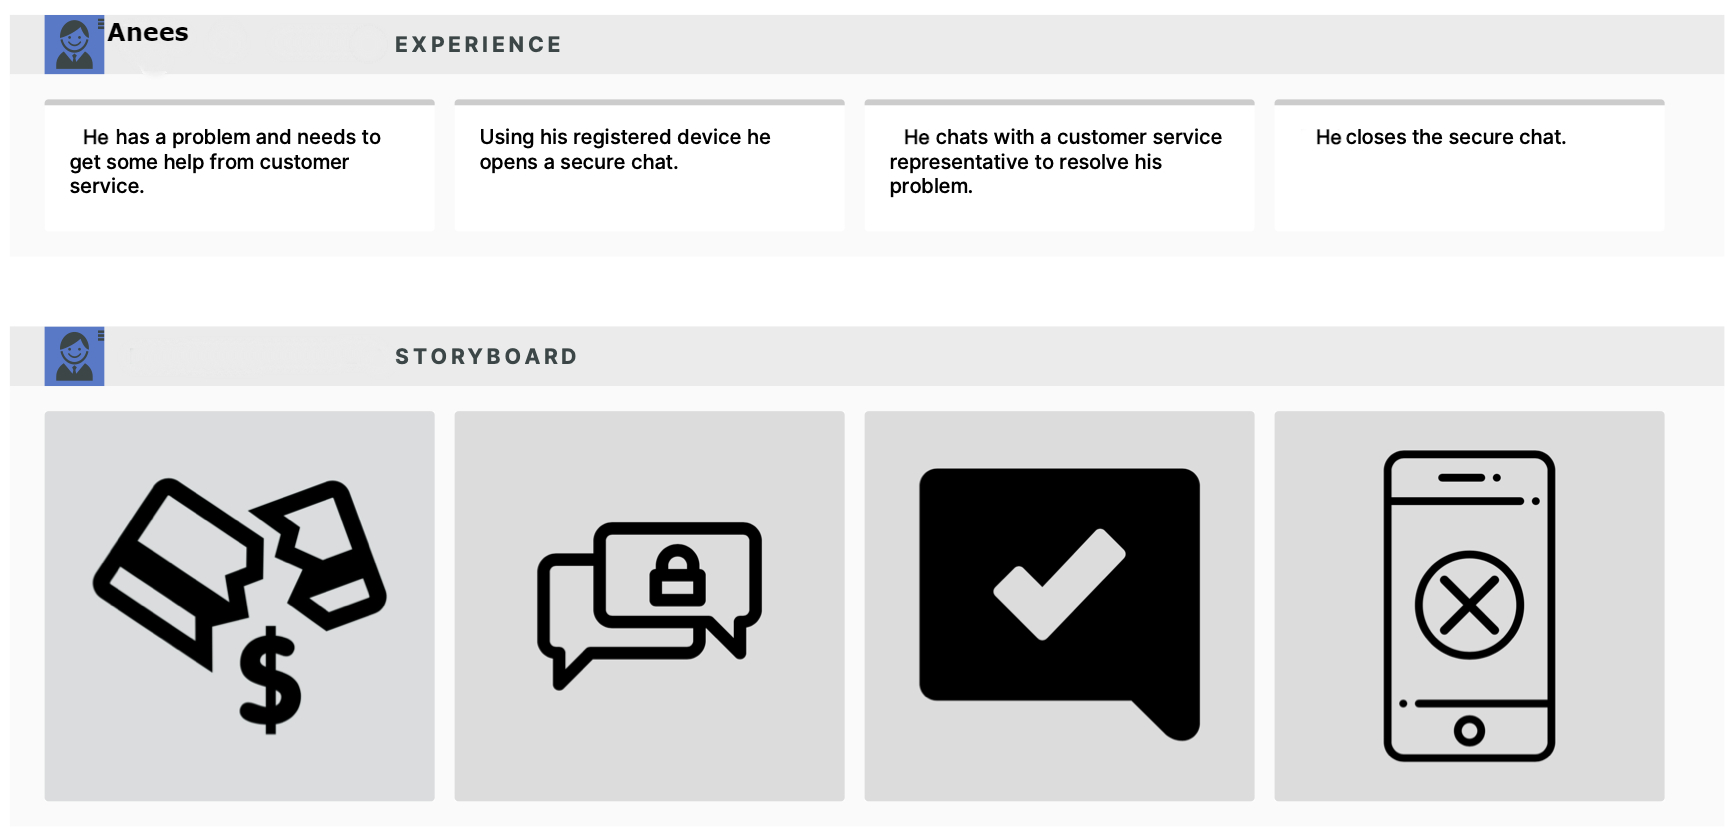 Anees
EXPERIENCE
He has a problem and needs to
get some help from customer
service.
Using his registered device he
opens a secure chat.
He chats with a customer service
representative to resolve his
problem.
He closes the secure chat.
STORYBOARD
$